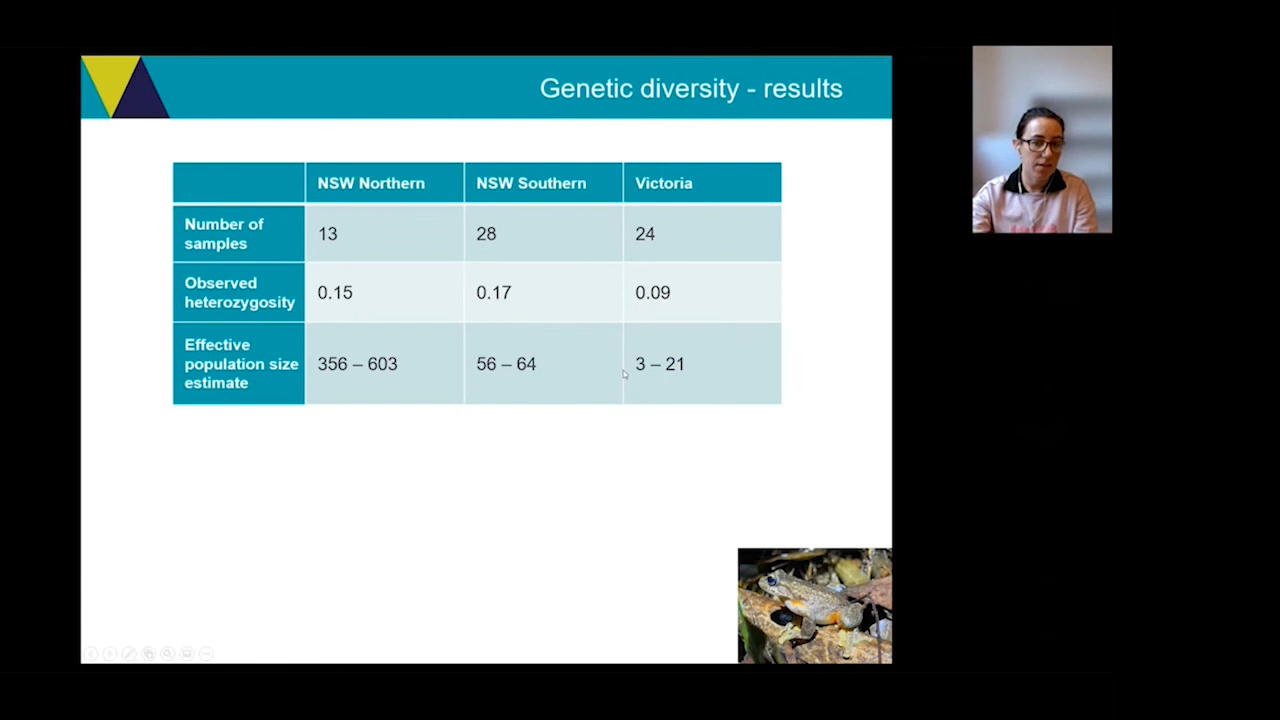 Genetic diversity - results
NSW Northern NSW Southern Victoria
Number of
samples
13 28 24
Observed
heterozygosity
0.15 0.17 0.09
Effective
population size
estimate
356 – 603 56 – 64 3 – 21